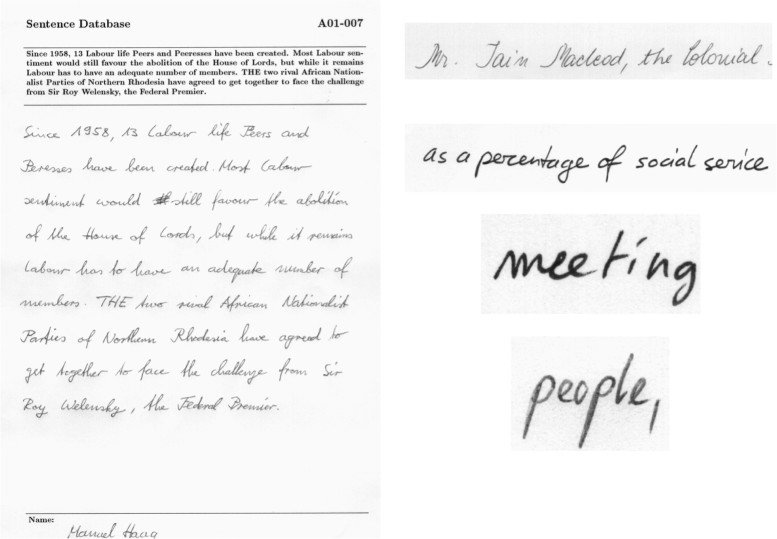 Sentence Database A01-007
Since 1958, 13 Labour life Peers and Peeresses have been created. Most Labour sen-
timent would still favour the abolition of the House of Lords, but while it remains
Labour has to have an adequate number of members. THE two rival African Nation-
alist Parties of Northern Rhodesia have agreed to get together to face the challenge
from Sir Roy Welensky, the Federal Premier.
Since 1958, 13 Labour life Peers and
Peresses have been created. Most Labour
sentiment would still favour the abolition
of the House of Lords, but while it remains
Labour has to have an adequate number of
members. THE two rival African Nationalist
Parties of Northern Rhodesia have agreed to
get together to face the challenge from Sir
Roy Welensky, the Federal Premier.
Name:
Manuel Haag
Mr. Iain Macleod, the Colonial
as a percentage of social service
meeting
people,